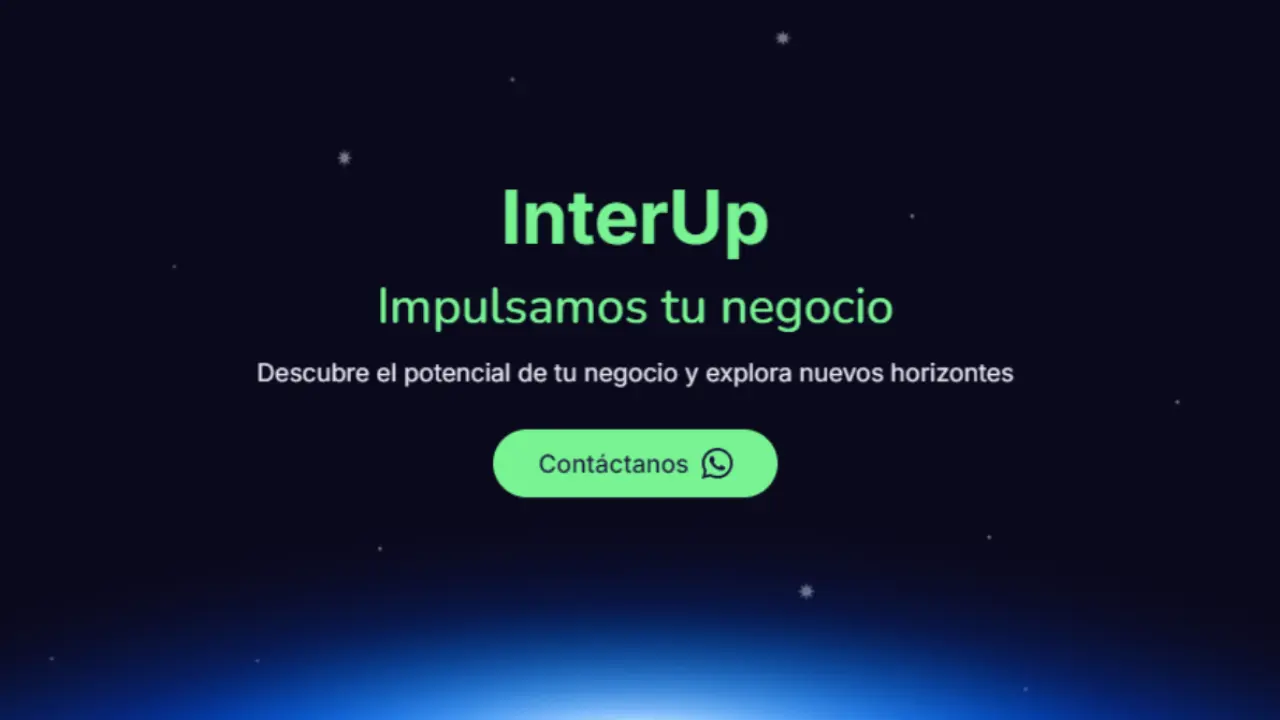 InterUp
Impulsamos tu negocio
Descubre el potencial de tu negocio y explora nuevos horizontes
Contáctanos